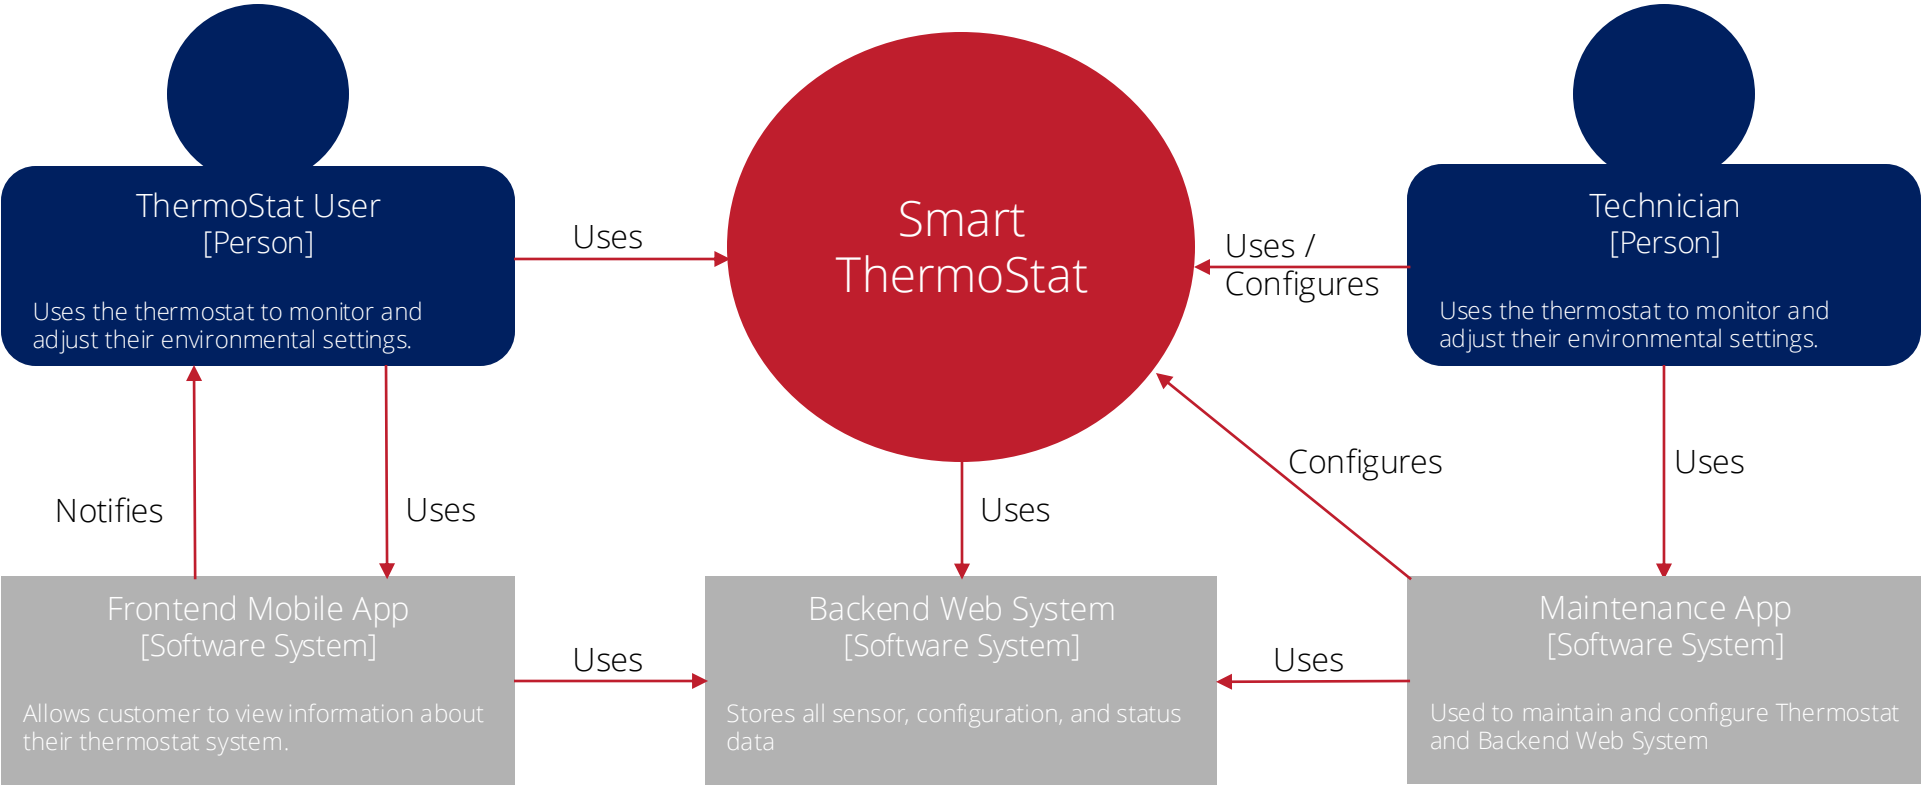 ThermoStat User
[Person]
Uses the thermostat to monitor and
adjust their environmental settings.
Uses
Smart
ThermoStat
Uses /
Configures
Technician
[Person]
Uses the thermostat to monitor and
adjust their environmental settings.
Notifies
Uses
Uses
Configures
Uses
Frontend Mobile App
[Software System]
Allows customer to view information about
their thermostat system.
Uses
Backend Web System
[Software System]
Stores all sensor, configuration, and status
data
Uses
Maintenance App
[Software System]
Used to maintain and configure Thermostat
and Backend Web System